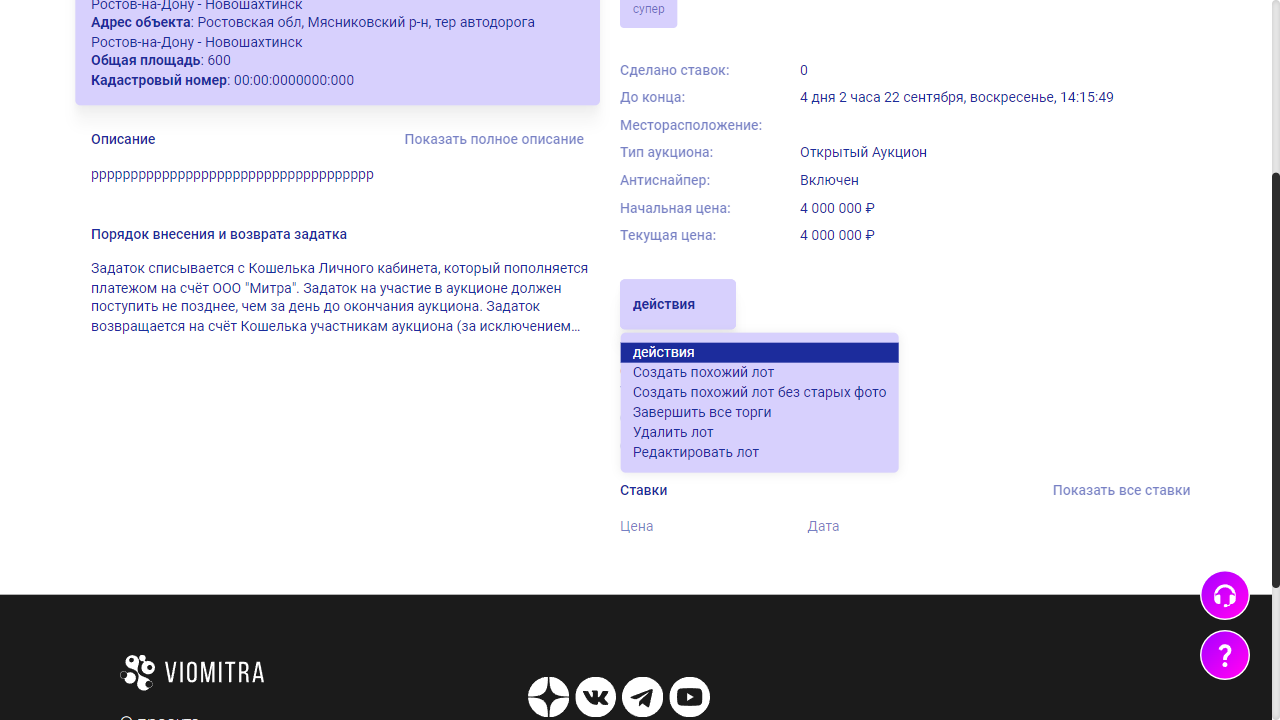 Ростов-на-Дону - Новошахтинск
Адрес объекта: Ростовская обл, Мясниковский р-н, тер автодорога
Ростов-на-Дону - Новошахтинск
Общая площадь: 600
Кадастровый номер: 00:00:0000000:000
Описание
Показать полное описание
рррррррррррррррррррррррррррррррррррр
Порядок внесения и возврата задатка
Задаток списывается с Кошелька Личного кабинета, который пополняется
платежом на счёт ООО "Митра". Задаток на участие в аукционе должен
поступить не позднее, чем за день до окончания аукциона. Задаток
возвращается на счёт Кошелька участникам аукциона (за исключением...
супер
Сделано ставок: 0
До конца: 4 дня 2 часа 22 сентября, воскресенье, 14:15:49
Месторасположение:
Тип аукциона: Открытый Аукцион
Антиснайпер: Включен
Начальная цена: 4 000 000 ₽
Текущая цена: 4 000 000 ₽
действия
действия
Создать похожий лот
Создать похожий лот без старых фото
Завершить все торги
Удалить лот
Редактировать лот
Ставки
Показать все ставки
Цена
Дата
?
VIOMITRA
О проекте